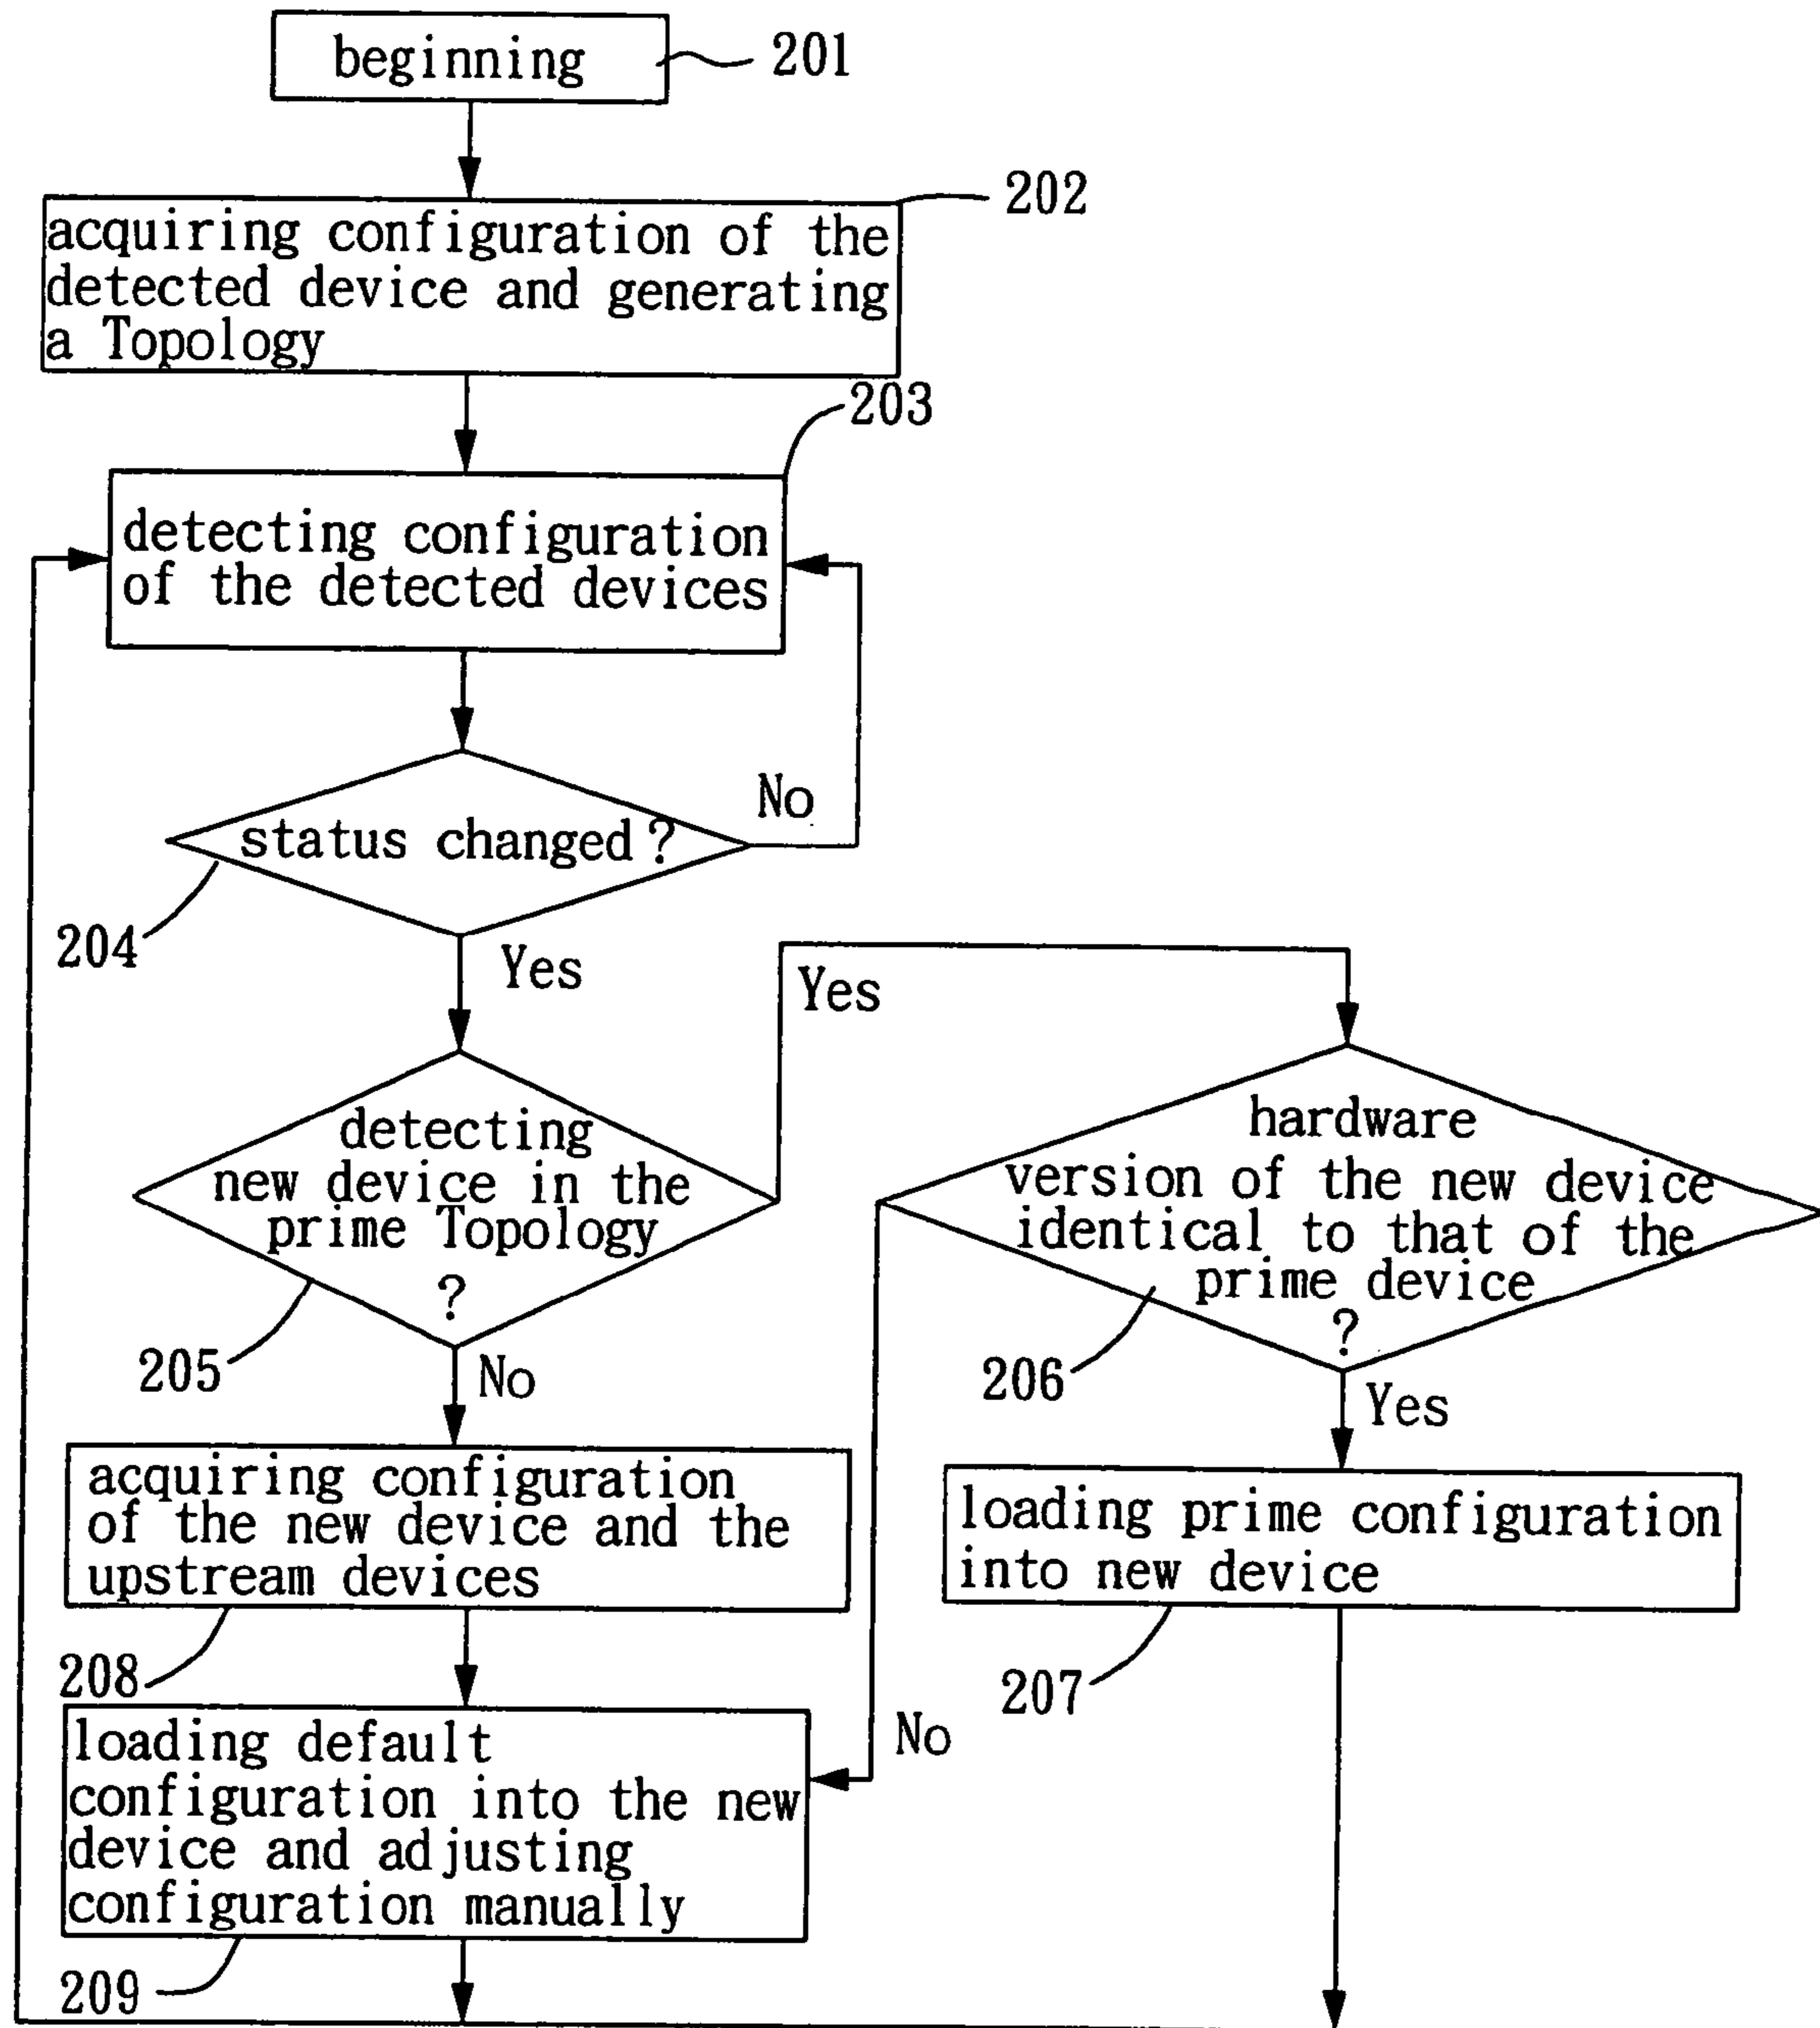 beginning
201
202
acquiring configuration of the
detected device and generating
a Topology
203
detecting configuration
of the detected devices
No
status changed?
204
Yes
Yes
detecting
new device in the
prime Topology
?
205
No
hardware
version of the new device
identical to that of the
prime device
?
206
Yes
acquiring configuration
of the new device and the
upstream devices
208
loading prime configuration
into new device
207
No
loading default
configuration into the new
device and adjusting
configuration manually
209